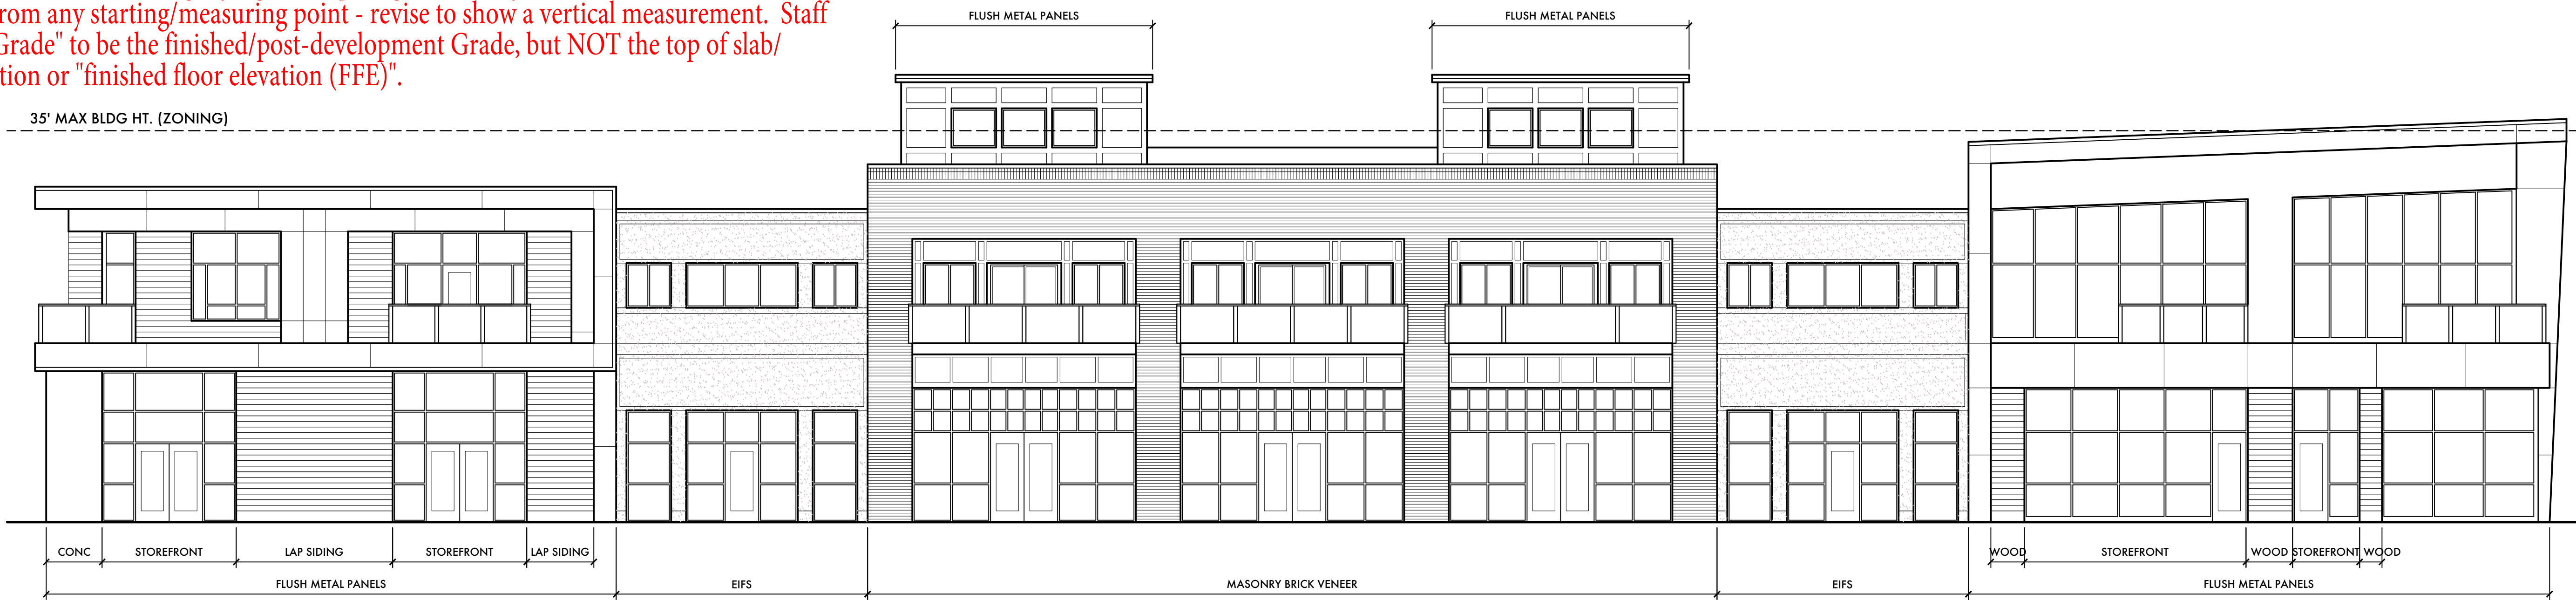 from any starting/measuring point - revise to show a vertical measurement.  Staff
Grade" to be the finished/post-development Grade, but NOT the top of slab/
tion or "finished floor elevation (FFE)".
FLUSH METAL PANELS
FLUSH METAL PANELS
35' MAX BLDG HT. (ZONING)
CONC
STOREFRONT
LAP SIDING
STOREFRONT
LAP SIDING
WOOD
STOREFRONT
WOOD
STOREFRONT
WOOD
FLUSH METAL PANELS
EIFS
MASONRY BRICK VENEER
EIFS
FLUSH METAL PANELS